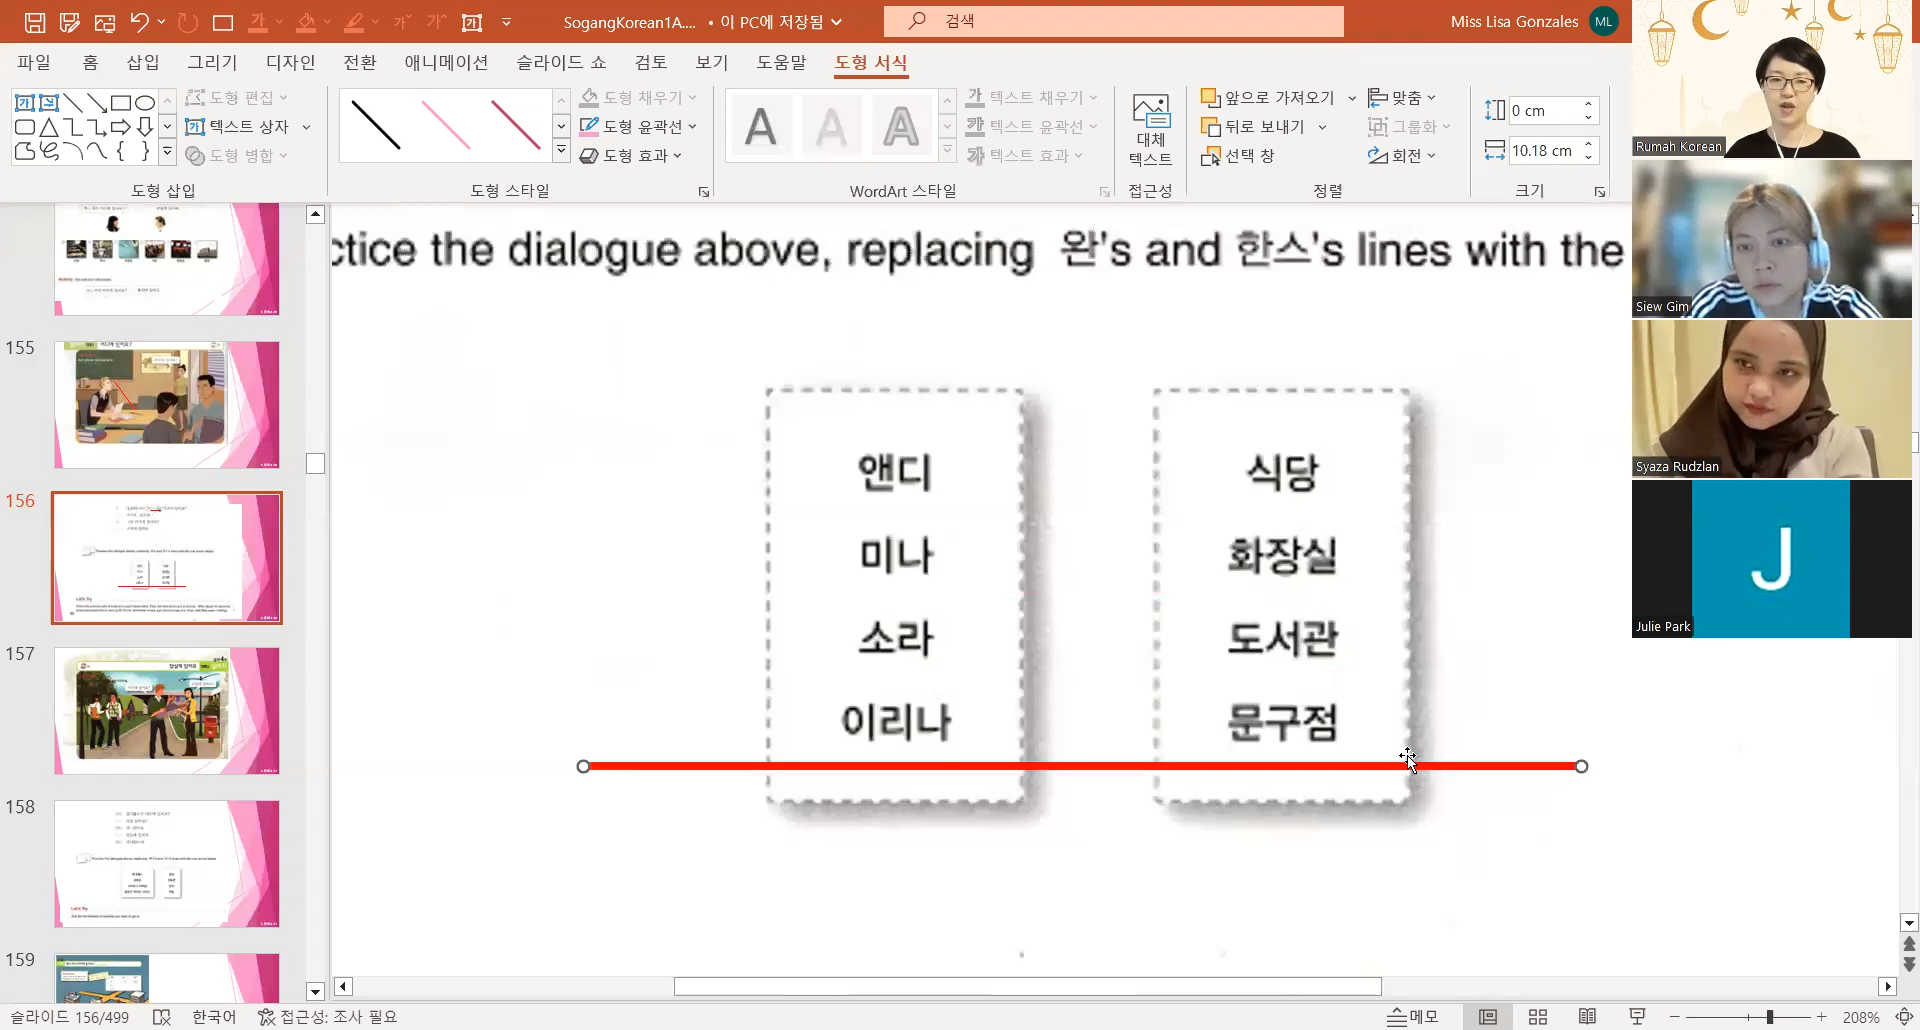 SogangKorean1A.... • 이 PC에 저장됨
검색
Miss Lisa Gonzales ML
파일 홈 삽입 그리기 디자인 전환 애니메이션 슬라이드 쇼 검토 보기 도움말 도형 서식
도형 편집
텍스트 상자
도형 병합
도형 삽입
도형 채우기
도형 윤곽선
도형 효과
도형 스타일
A A A
텍스트 채우기
텍스트 윤곽선
텍스트 효과
WordArt 스타일
대체
텍스트
접근성
앞으로 가져오기
뒤로 보내기
선택 창
맞춤
그룹화
회전
정렬
0 cm
10.18 cm
크기
Rumah Korean
Siew Gim
Syaza Rudzlan
J
Julie Park
155
156
157
158
159
ctice the dialogue above, replacing 완's and 한스's lines with the
앤디
미나
소라
이리나
식당
화장실
도서관
문구점
슬라이드 156/499
한국어
접근성: 조사 필요
메모
208%